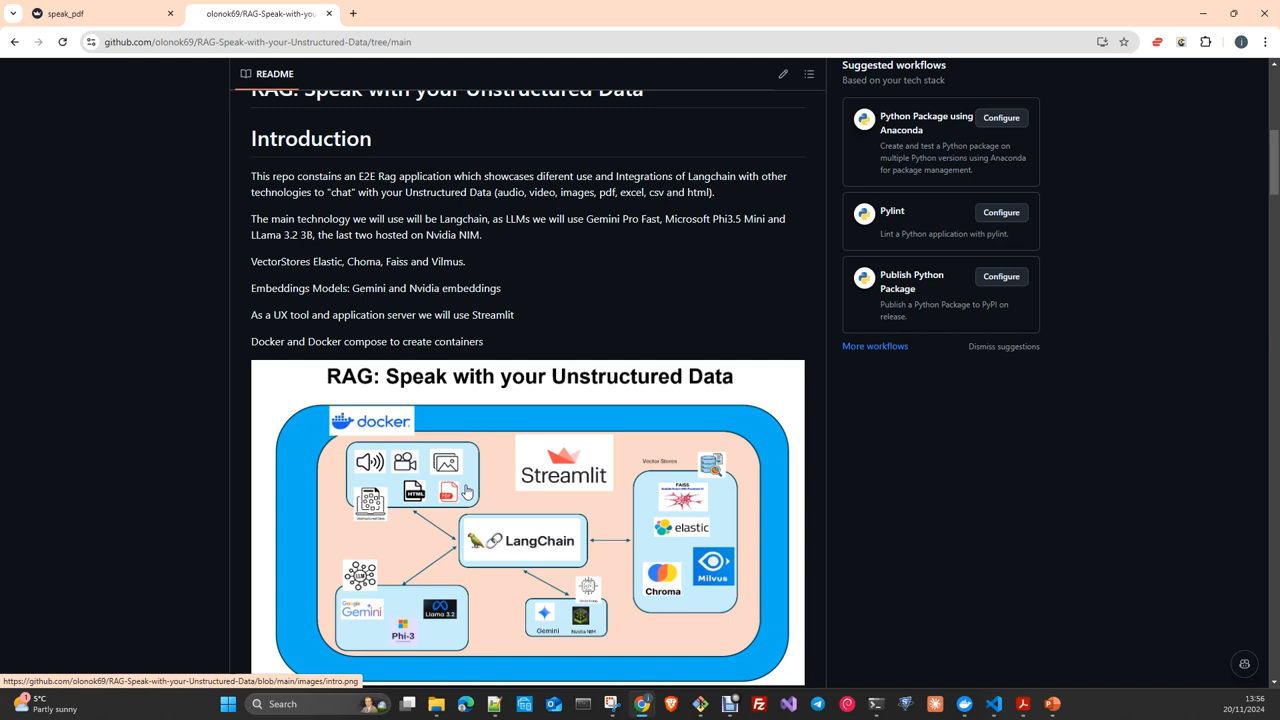 speak_pdf
olonok69/RAG-Speak-with-you
github.com/olonok69/RAG-Speak-with-your-Unstructured-Data/tree/main
README
RAG: Speak with your Unstructured Data
Introduction
This repo constains an E2E Rag application which showcases diferent use and Integrations of Langchain with other
technologies to "chat" with your Unstructured Data (audio, video, images, pdf, excel, csv and html).
The main technology we will use will be Langchain, as LLMs we will use Gemini Pro Fast, Microsoft Phi3.5 Mini and
LLama 3.2 3B, the last two hosted on Nvidia NIM.
VectorStores Elastic, Choma, Faiss and Vilmus.
Embeddings Models: Gemini and Nvidia embeddings
As a UX tool and application server we will use Streamlit
Docker and Docker compose to create containers
RAG: Speak with your Unstructured Data
docker
Streamlit
Vector Stores
HTML
PDF
FAISS
elastic
LangChain
Milvus
Chroma
LLM
Google
Gemini
Llama 3.2
Phi-3
Gemini
Nvidia NIM
Suggested workflows
Based on your tech stack
Python Package using
Anaconda
Configure
Create and test a Python package on
multiple Python versions using Anaconda
for package management.
Pylint
Configure
Lint a Python application with pylint.
Publish Python
Package
Configure
Publish a Python Package to PyPI on
release.
More workflows
Dismiss suggestions
https://github.com/olonok69/RAG-Speak-with-your-Unstructured-Data/blob/main/images/intro.png
1
5°C
Partly sunny
Search
13:56
20/11/2024